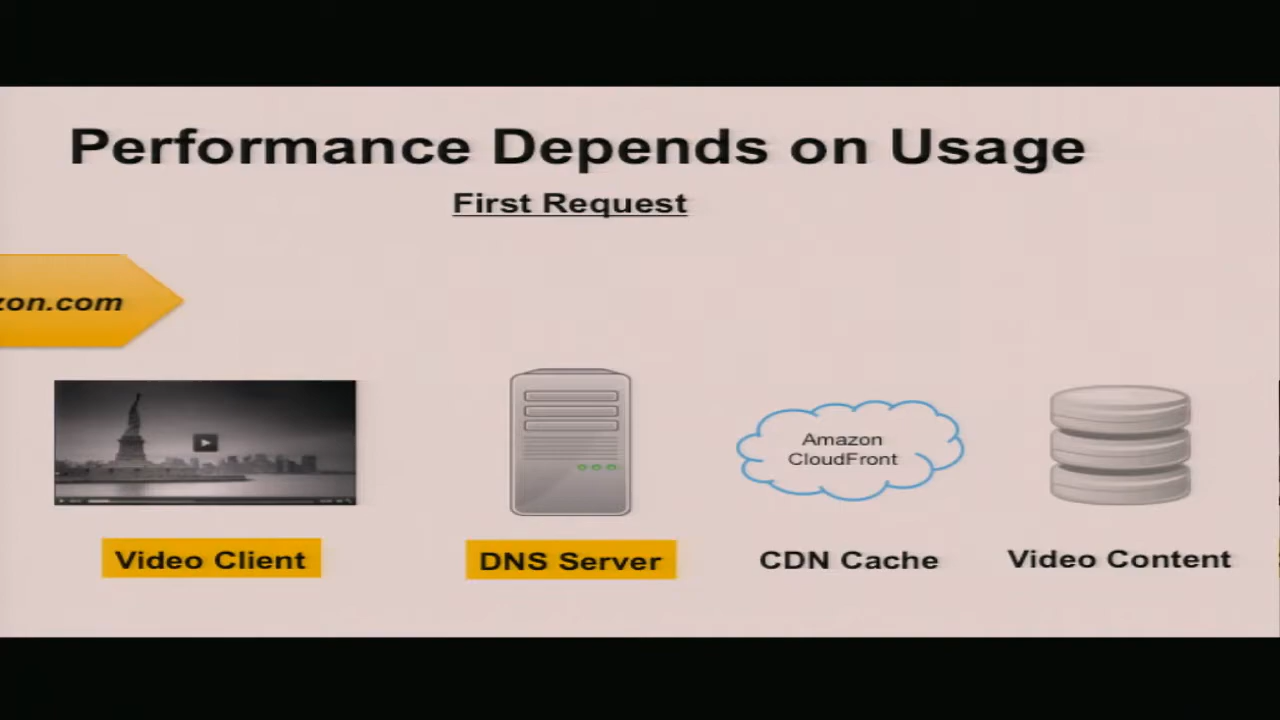 Performance Depends on Usage
First Request
zon.com
Amazon
CloudFront
Video Client
DNS Server
CDN Cache
Video Content